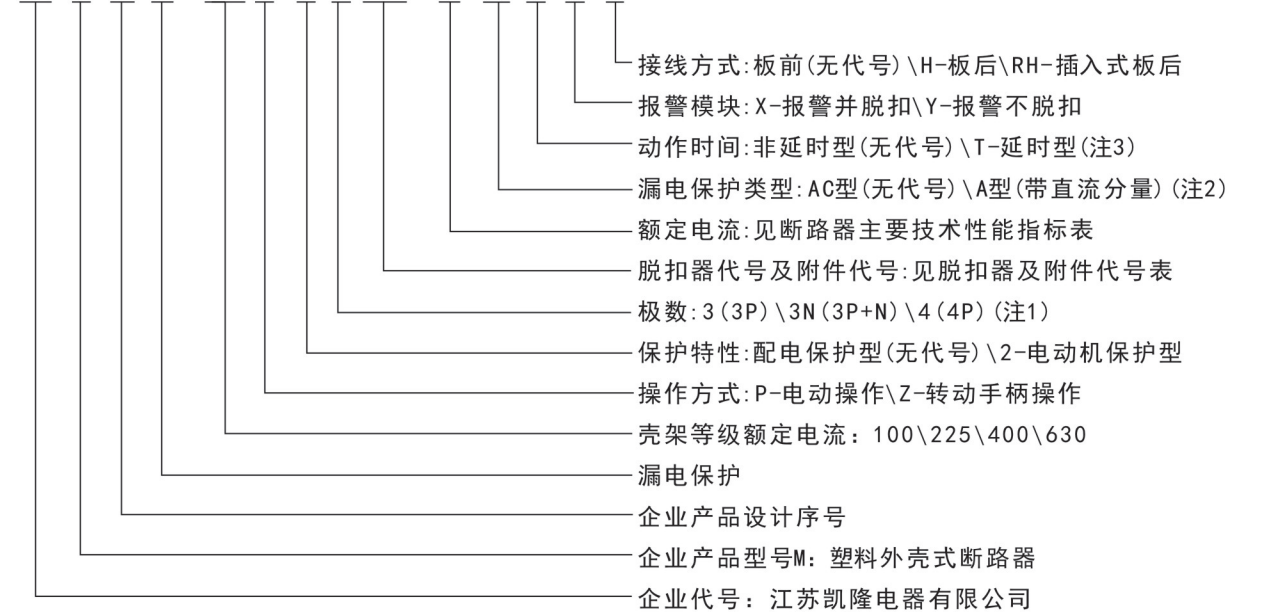 接线方式:板前(无代号)\H-板后\RH-插入式板后
报警模块:X-报警并脱扣\Y-报警不脱扣
动作时间:非延时型(无代号)\T-延时型(注3)
漏电保护类型:AC型(无代号)\A型(带直流分量)(注2)
额定电流:见断路器主要技术性能指标表
脱扣器代号及附件代号:见脱扣器及附件代号表
极数:3(3P)\3N(3P+N)\4(4P)(注1)
保护特性:配电保护型(无代号)\2-电动机保护型
操作方式:P-电动操作\Z-转动手柄操作
壳架等级额定电流：100\225\400\630
漏电保护
企业产品设计序号
企业产品型号M：塑料外壳式断路器
企业代号：江苏凯隆电器有限公司